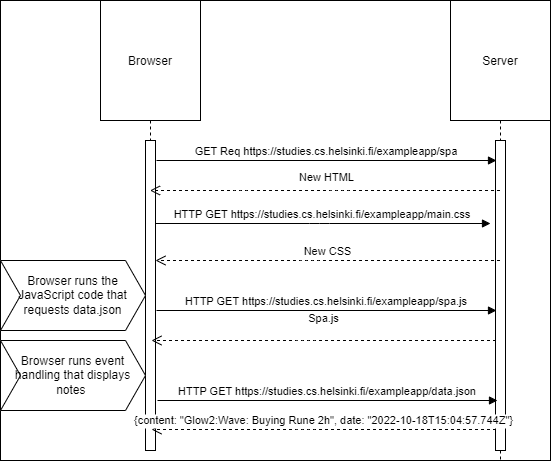 Browser
Server
GET Req https://studies.cs.helsinki.fi/exampleapp/spa
New HTML
HTTP GET https://studies.cs.helsinki.fi/exampleapp/main.css
New CSS
Browser runs the
JavaScript code that
requests data.json
HTTP GET https://studies.cs.helsinki.fi/exampleapp/spa.js
Spa.js
Browser runs event
handling that displays
notes
HTTP GET https://studies.cs.helsinki.fi/exampleapp/data.json
{content: "Glow2:Wave: Buying Rune 2h", date: "2022-10-18T15:04:57.744Z"}